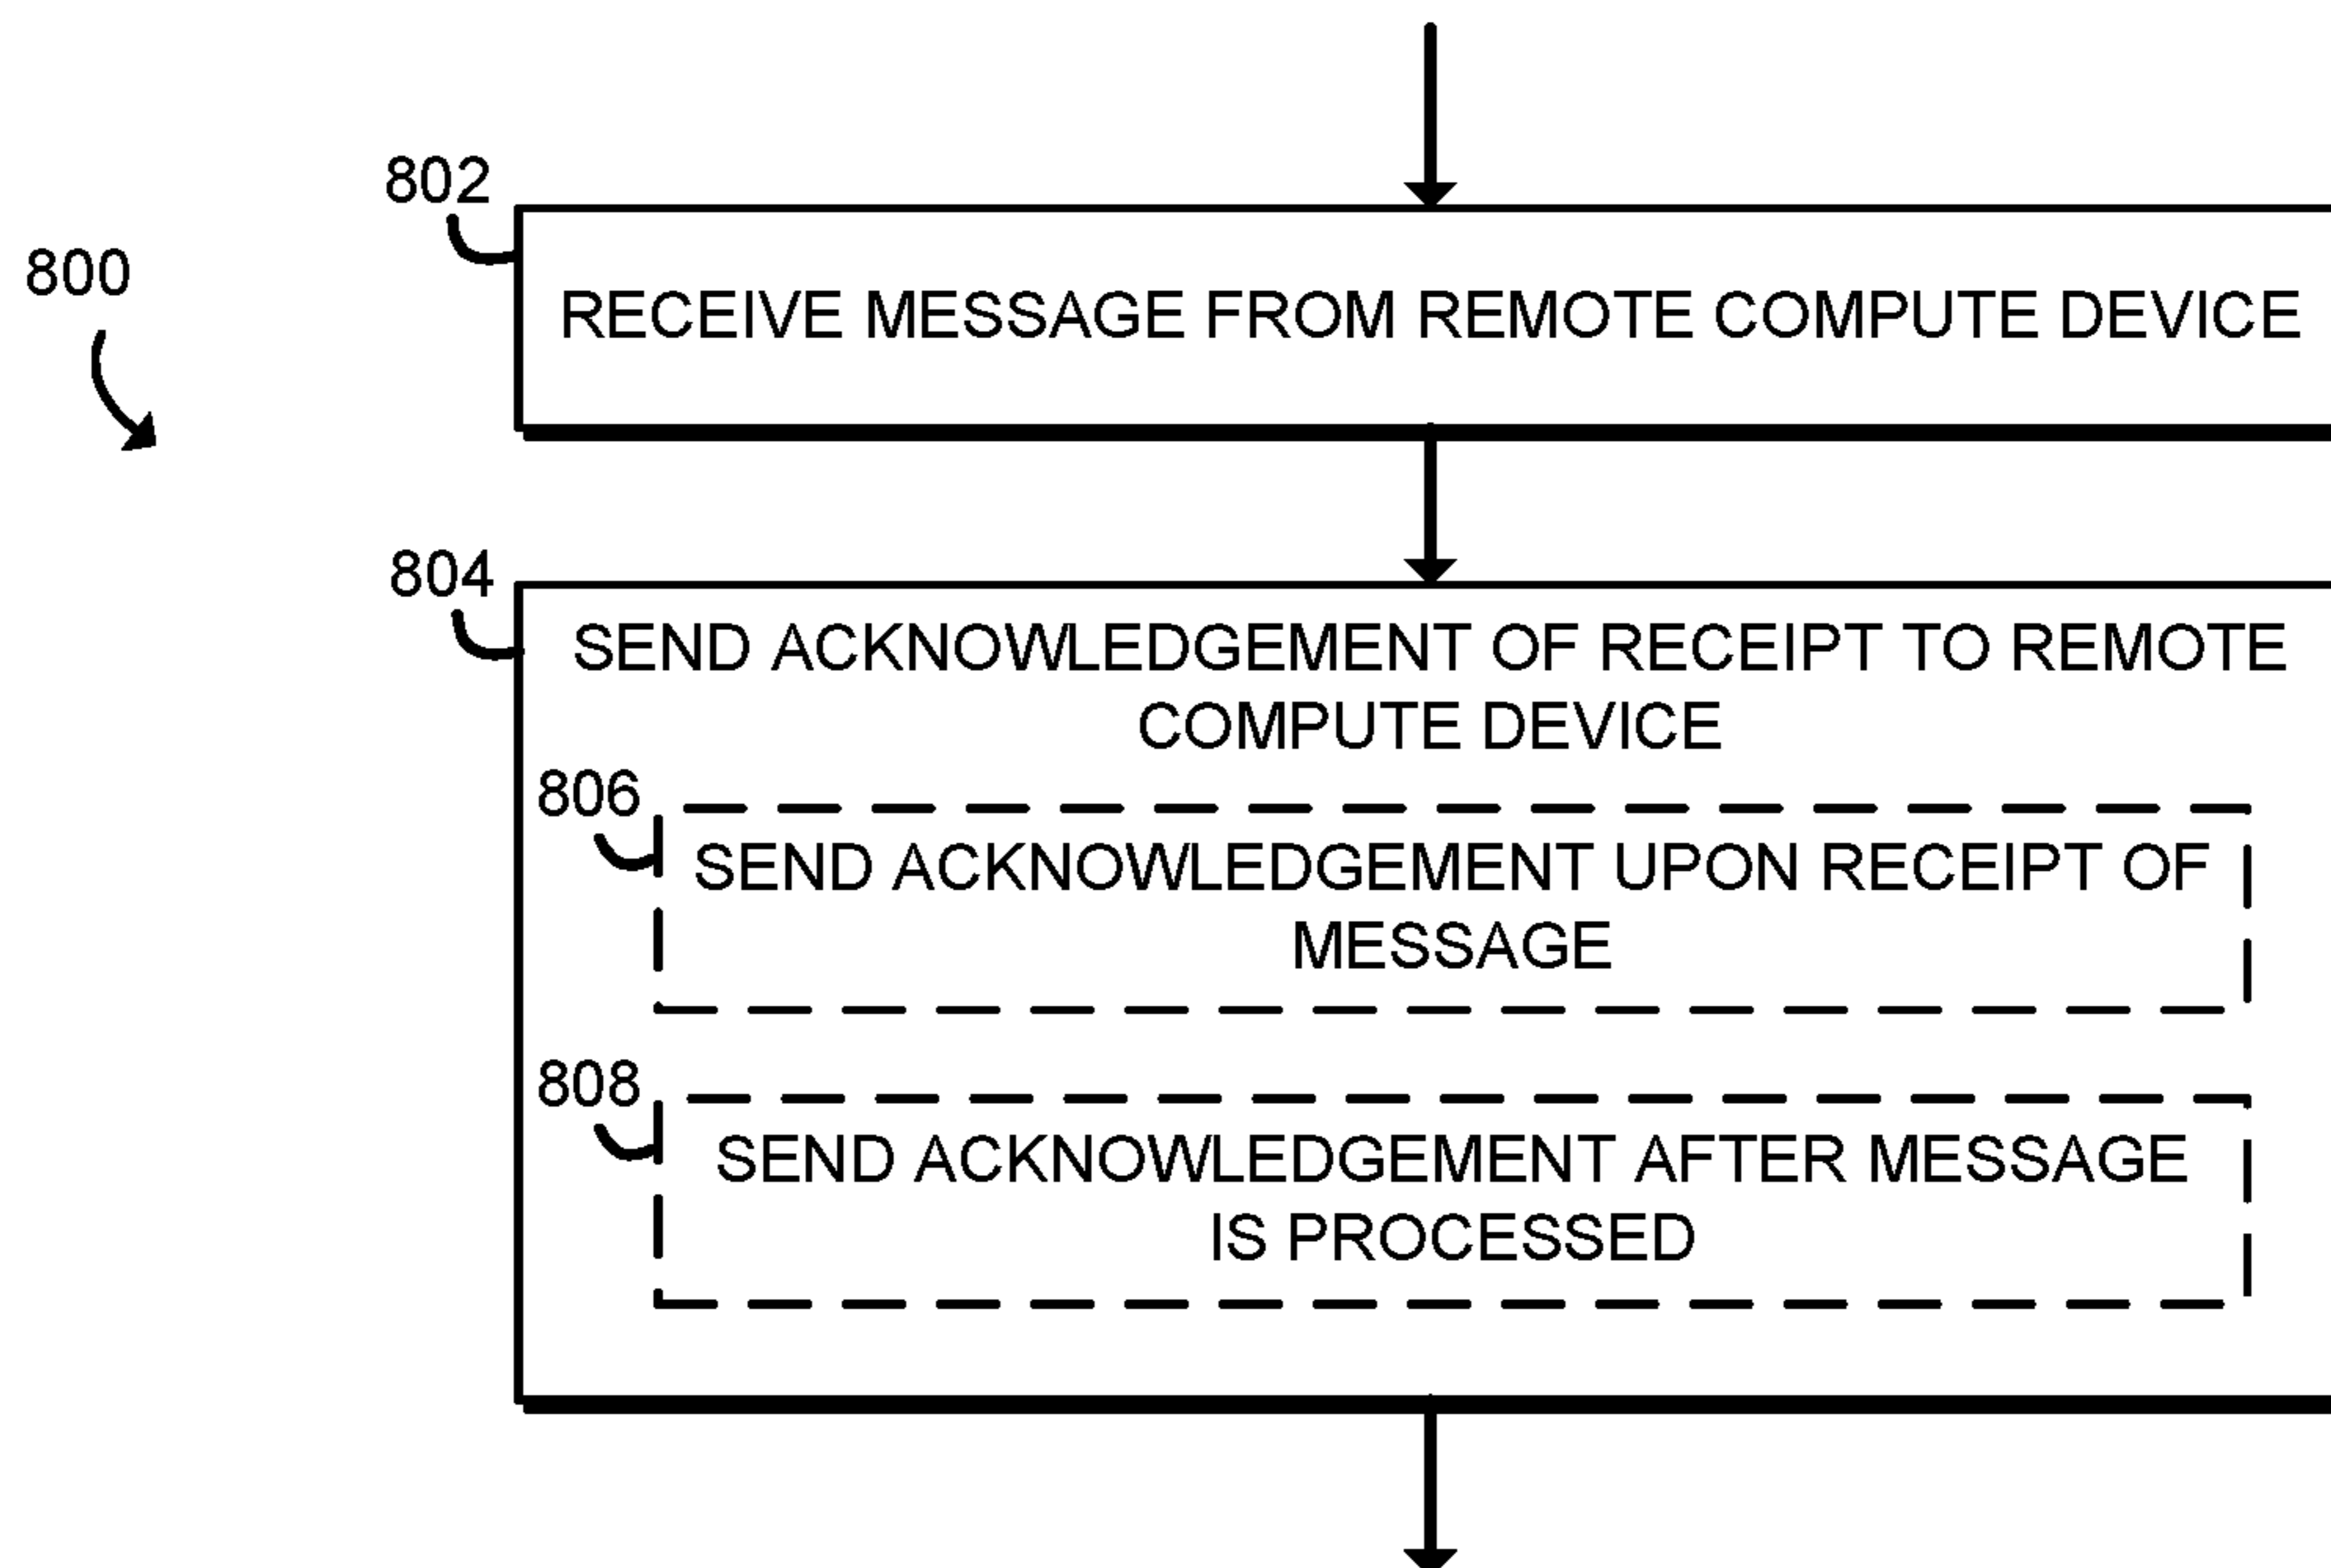 802
800
RECEIVE MESSAGE FROM REMOTE COMPUTE DEVICE
804
SEND ACKNOWLEDGEMENT OF RECEIPT TO REMOTE
COMPUTE DEVICE
806
SEND ACKNOWLEDGEMENT UPON RECEIPT OF
MESSAGE
808
SEND ACKNOWLEDGEMENT AFTER MESSAGE
IS PROCESSED